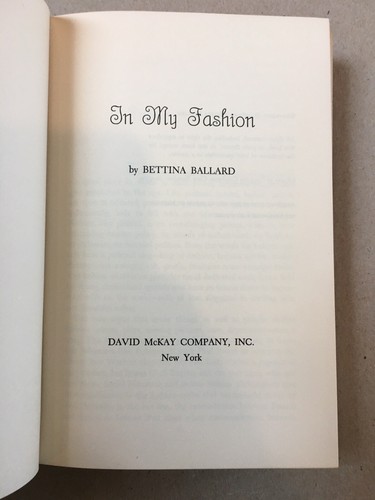 In My Fashion
by BETTINA BALLARD
DAVID McKAY COMPANY, INC.
New York